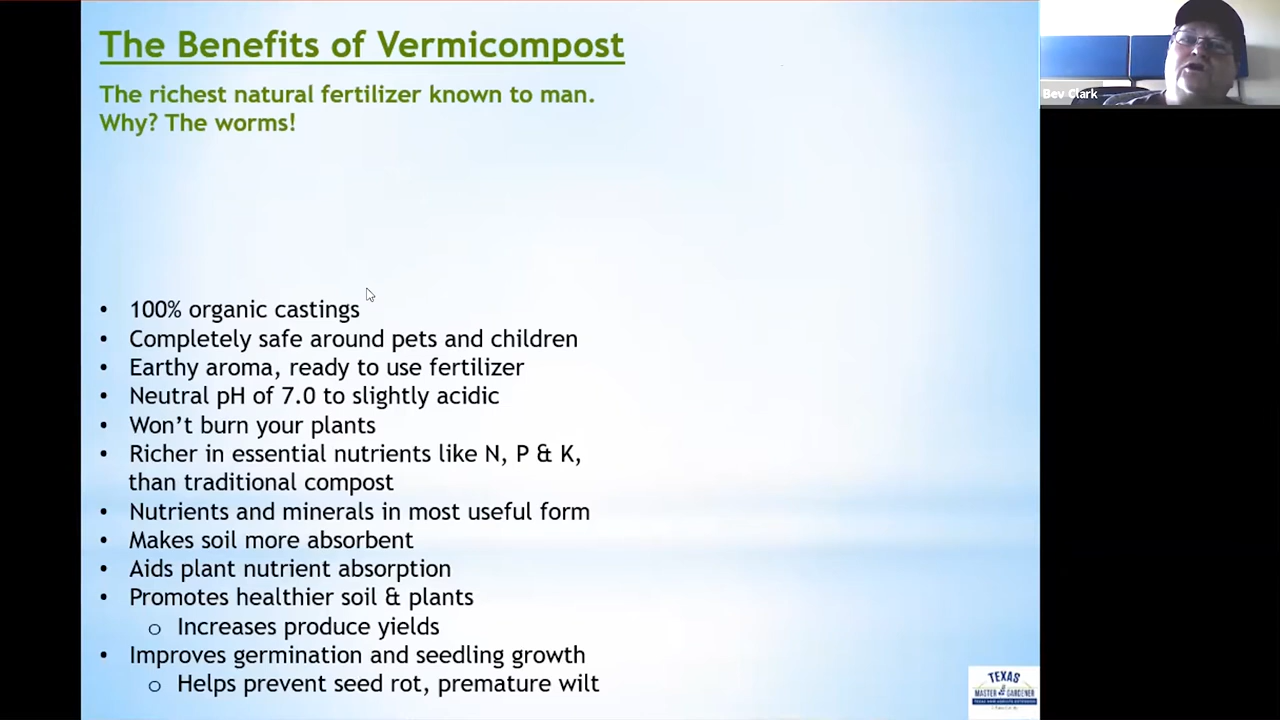 The Benefits of Vermicompost
The richest natural fertilizer known to man.
Why? The worms!
Bev Clark
• 100% organic castings
• Completely safe around pets and children
• Earthy aroma, ready to use fertilizer
• Neutral pH of 7.0 to slightly acidic
• Won't burn your plants
• Richer in essential nutrients like N, P & K,
than traditional compost
• Nutrients and minerals in most useful form
• Makes soil more absorbent
• Aids plant nutrient absorption
• Promotes healthier soil & plants
o Increases produce yields
• Improves germination and seedling growth
o Helps prevent seed rot, premature wilt
TEXAS
MASTER GARDENER